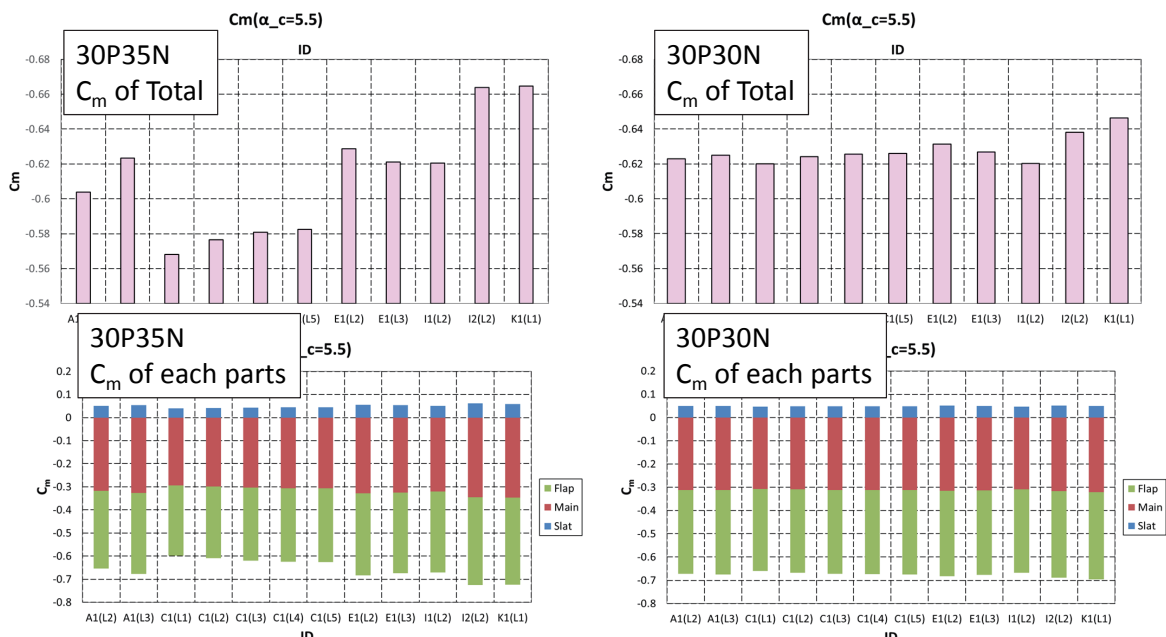 Cm(α_c=5.5)
ID
30P35N
Cm of Total
-0.68
-0.66
-0.64
-0.62
-0.6
-0.58
-0.56
-0.54
Cm
(L5) E1(L2) E1(L3) I1(L2) I2(L2) K1(L1)
Cm(α_c=5.5)
ID
30P30N
Cm of Total
-0.68
-0.66
-0.64
-0.62
-0.6
-0.58
-0.56
-0.54
Cm
C1(L5) E1(L2) E1(L3) I1(L2) I2(L2) K1(L1)
_c=5.5)
30P35N
Cm of each parts
0.2
0.1
0
-0.1
-0.2
-0.3
-0.4
-0.5
-0.6
-0.7
-0.8
Cm
Flap
Main
Slat
A1(L2) A1(L3) C1(L1) C1(L2) C1(L3) C1(L4) C1(L5) E1(L2) E1(L3) I1(L2) I2(L2) K1(L1)
ID
_c=5.5)
30P30N
Cm of each parts
0.2
0.1
0
-0.1
-0.2
-0.3
-0.4
-0.5
-0.6
-0.7
-0.8
Cm
Flap
Main
Slat
A1(L2) A1(L3) C1(L1) C1(L2) C1(L3) C1(L4) C1(L5) E1(L2) E1(L3) I1(L2) I2(L2) K1(L1)
ID